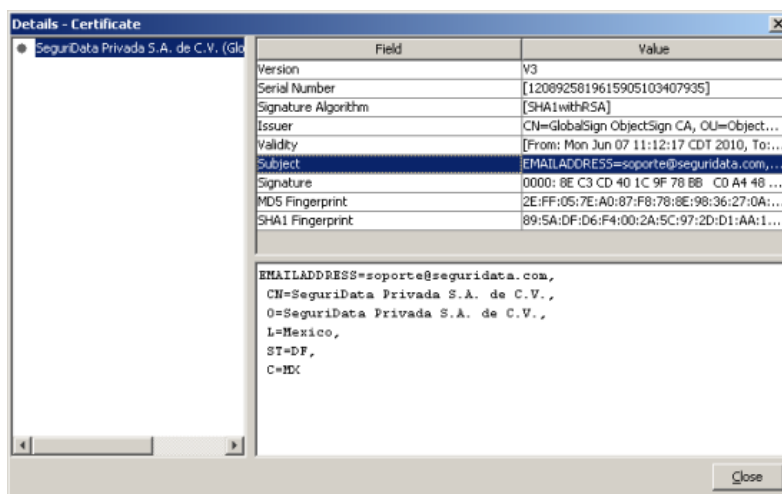 Details - Certificate
SeguriData Privada S.A. de C.V. (Glo
Field Value
Version V3
Serial Number [1208925819615905103407935]
Signature Algorithm [SHA1withRSA]
Issuer CN=GlobalSign ObjectSign CA, OU=Object...
Validity [From: Mon Jun 07 11:12:17 CDT 2010, To:...
Subject EMAILADDRESS=soporte@seguridata.com,...
Signature 0000: 8E C3 CD 40 1C 9F 78 BB C0 A4 48 ...
MD5 Fingerprint 2E:FF:05:7E:A0:87:F8:78:8E:98:36:27:0A:...
SHA1 Fingerprint 89:5A:DF:D6:F4:00:2A:5C:97:2D:D1:AA:1...
EMAILADDRESS=soporte@seguridata.com,
CN=SeguriData Privada S.A. de C.V.,
O=SeguriData Privada S.A. de C.V.,
L=Mexico,
ST=DF,
C=MX
Close